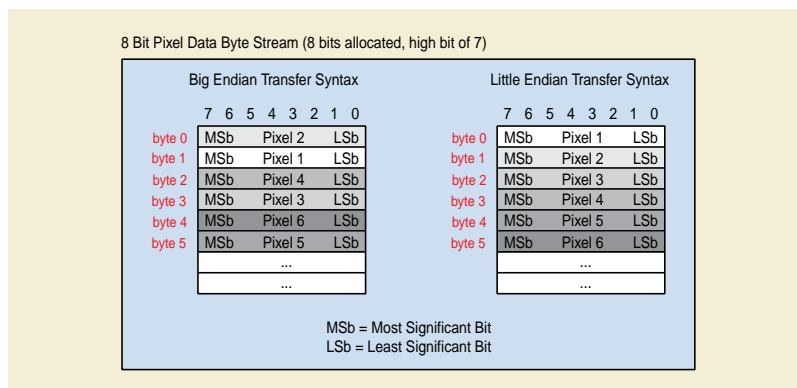 8 Bit Pixel Data Byte Stream (8 bits allocated, high bit of 7)
Big Endian Transfer Syntax
7 6 5 4 3 2 1 0
byte 0 MSb Pixel 2 LSb
byte 1 MSb Pixel 1 LSb
byte 2 MSb Pixel 4 LSb
byte 3 MSb Pixel 3 LSb
byte 4 MSb Pixel 6 LSb
byte 5 MSb Pixel 5 LSb
...
...
Little Endian Transfer Syntax
7 6 5 4 3 2 1 0
byte 0 MSb Pixel 1 LSb
byte 1 MSb Pixel 2 LSb
byte 2 MSb Pixel 3 LSb
byte 3 MSb Pixel 4 LSb
byte 4 MSb Pixel 5 LSb
byte 5 MSb Pixel 6 LSb
...
...
MSb = Most Significant Bit
LSb = Least Significant Bit